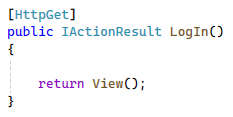 [HttpGet]
public IActionResult LogIn()
{
return View();
}